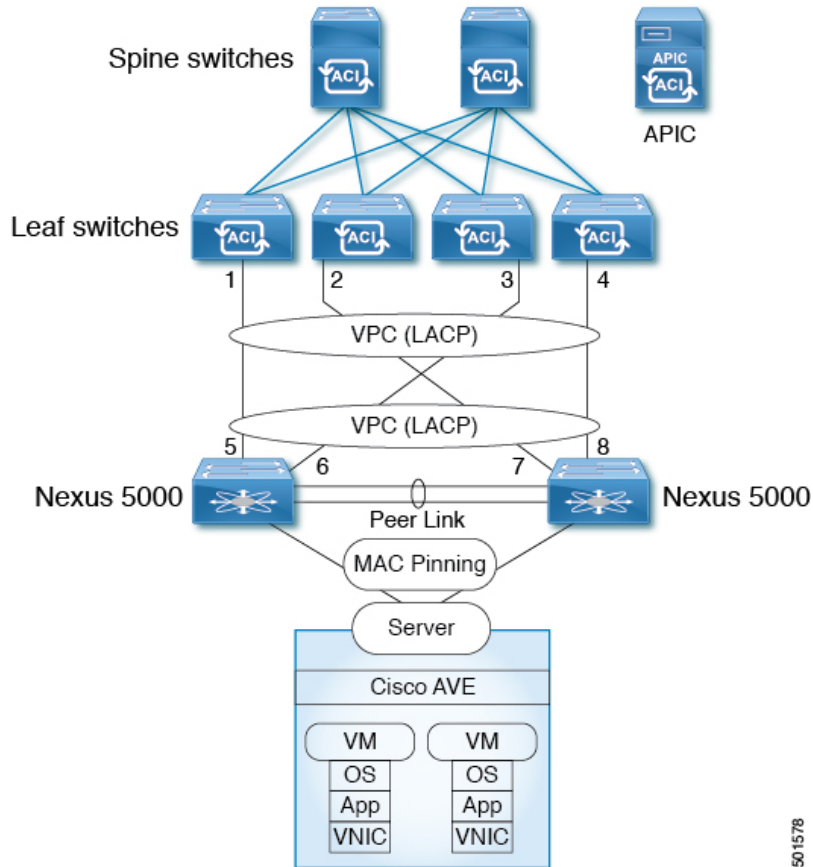 Spine switches
ACI
ACI
APIC
ACI
APIC
Leaf switches
ACI
ACI
ACI
ACI
1
2
3
4
VPC (LACP)
VPC (LACP)
5
6
7
8
Nexus 5000
Nexus 5000
Peer Link
MAC Pinning
Server
Cisco AVE
VM
VM
OS
OS
App
App
VNIC
VNIC
501578